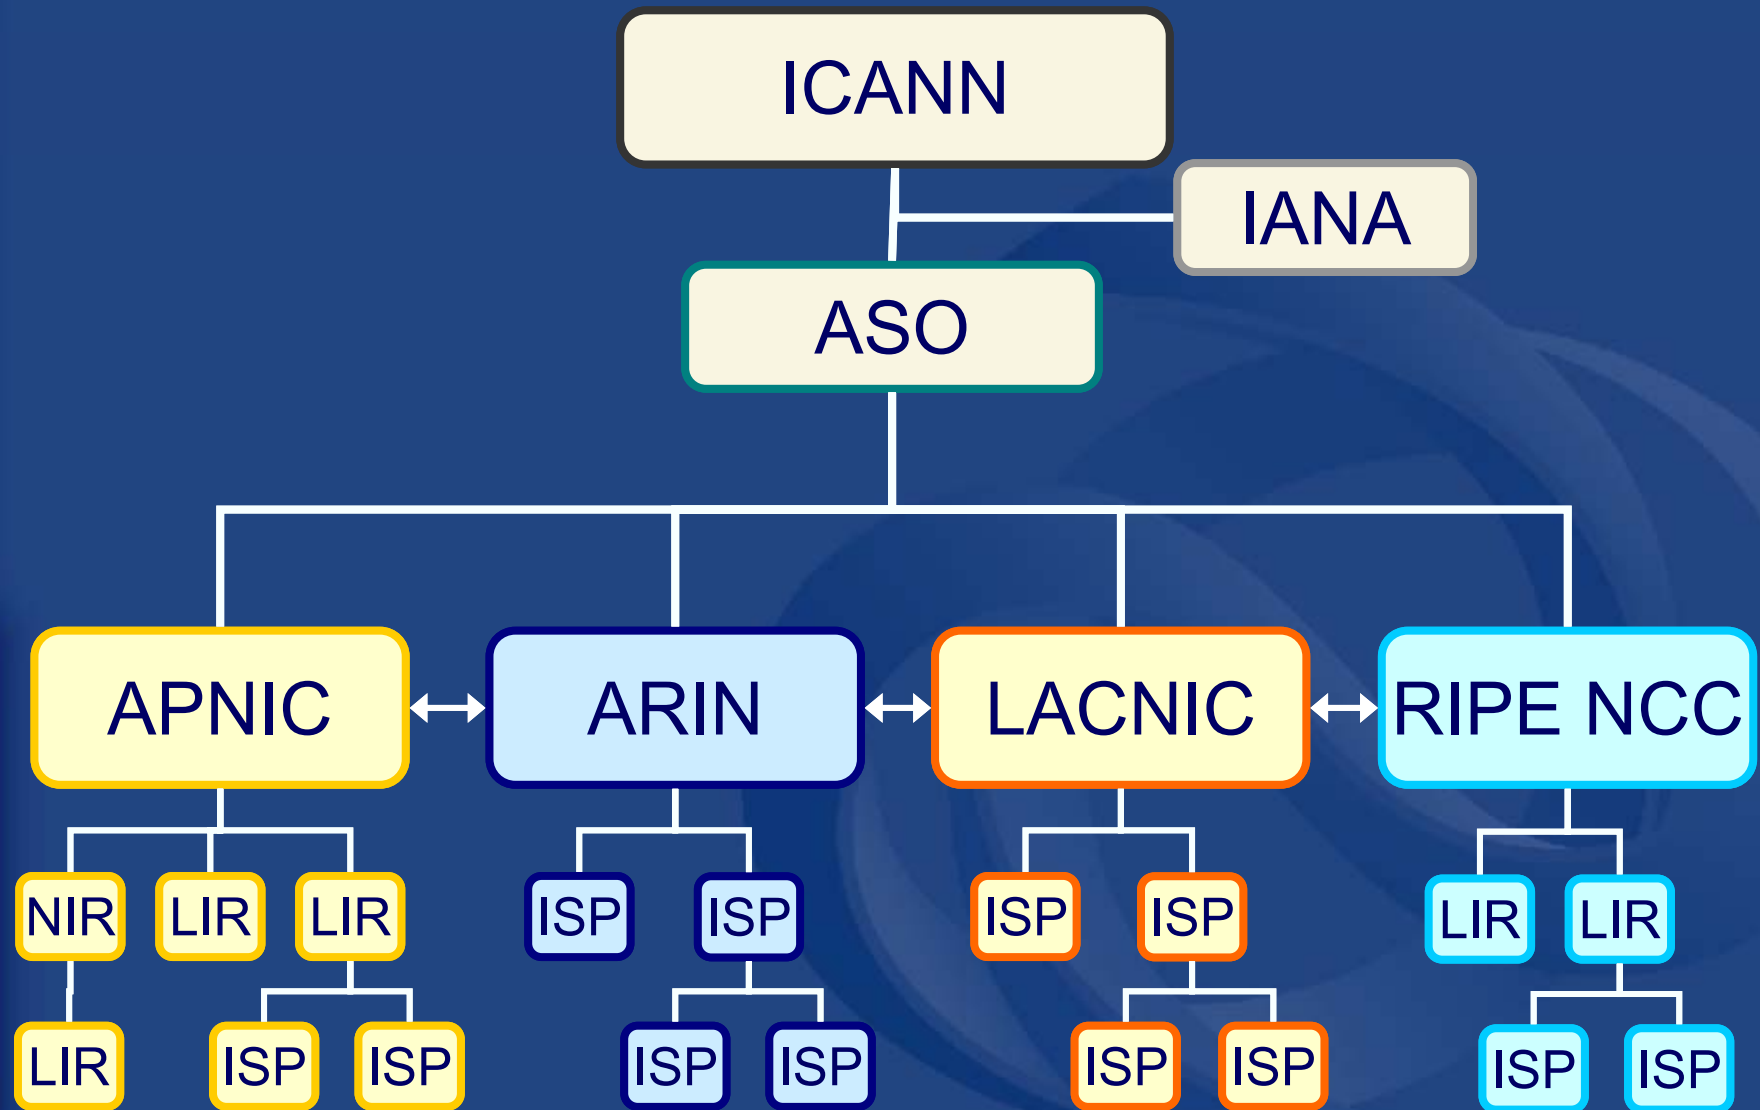 ICANN
IANA
ASO
APNIC
ARIN
LACNIC
RIPE NCC
NIR
LIR
LIR
ISP
ISP
ISP
ISP
LIR
LIR
LIR
ISP
ISP
ISP
ISP
ISP
ISP
ISP
ISP